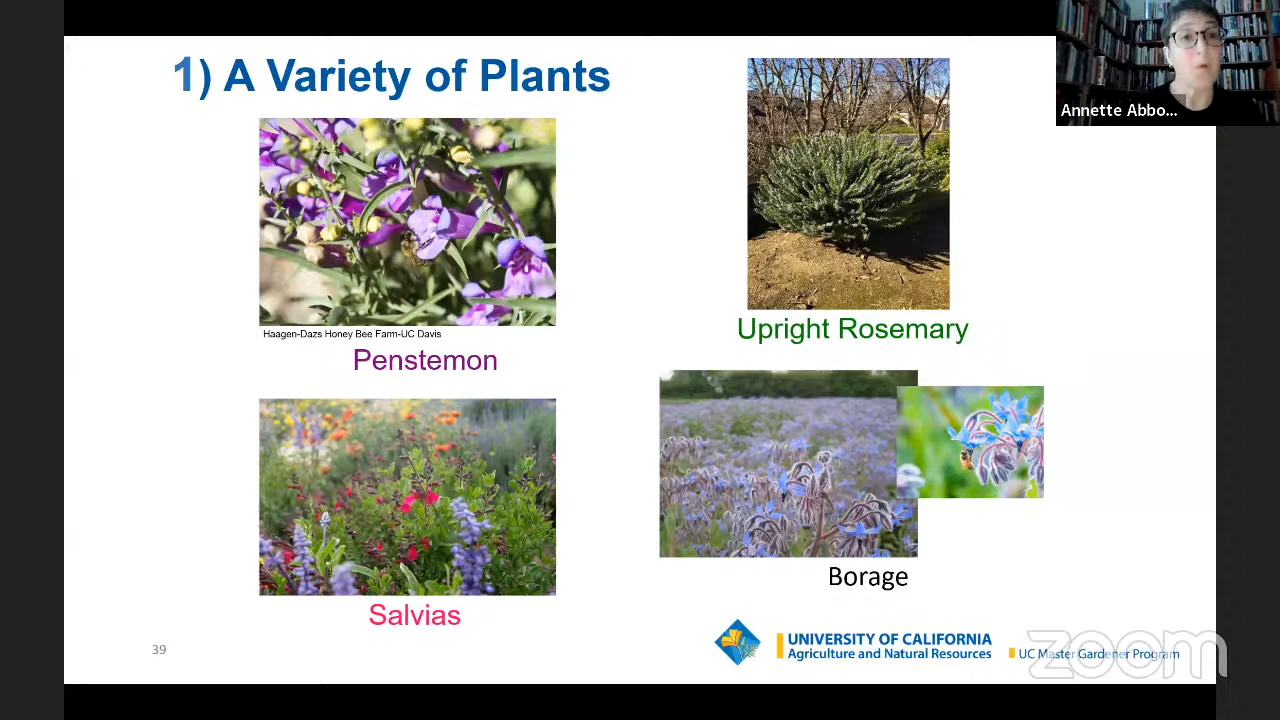 1) A Variety of Plants
Annette Abbo...
Haagen-Dazs Honey Bee Farm-UC Davis
Penstemon
Upright Rosemary
Salvias
Borage
39
UNIVERSITY OF CALIFORNIA
Agriculture and Natural Resources
UC Master Gardener Program
zoom